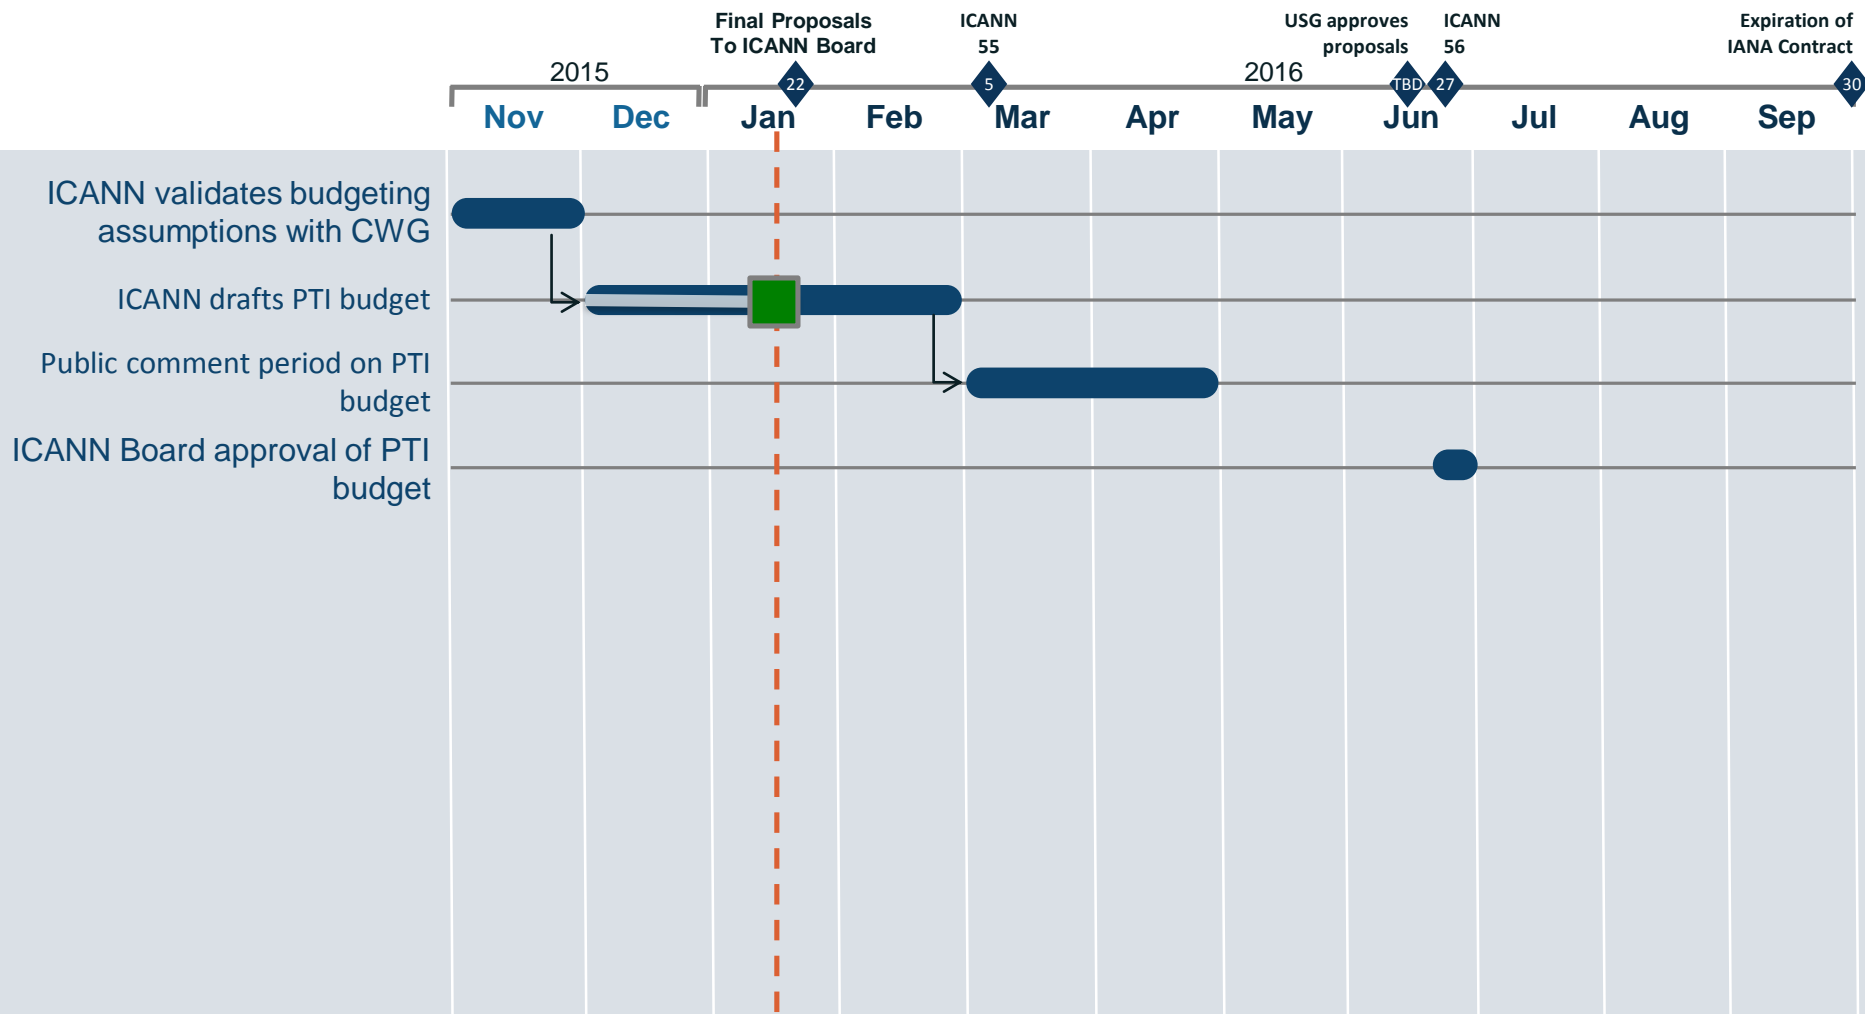 Final Proposals
To ICANN Board
ICANN
55
USG approves
proposals
ICANN
56
Expiration of
IANA Contract
2015
2016
22
5
TBD
27
30
Nov
Dec
Jan
Feb
Mar
Apr
May
Jun
Jul
Aug
Sep
ICANN validates budgeting
assumptions with CWG
ICANN drafts PTI budget
Public comment period on PTI
budget
ICANN Board approval of PTI
budget